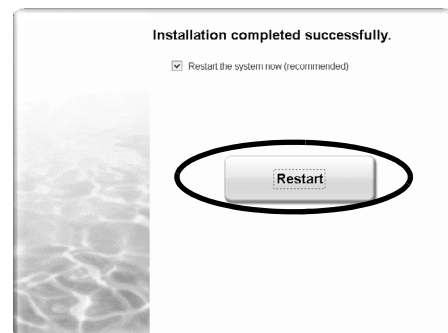 Installation completed successfully.
Restart the system now (recommended)
Restart